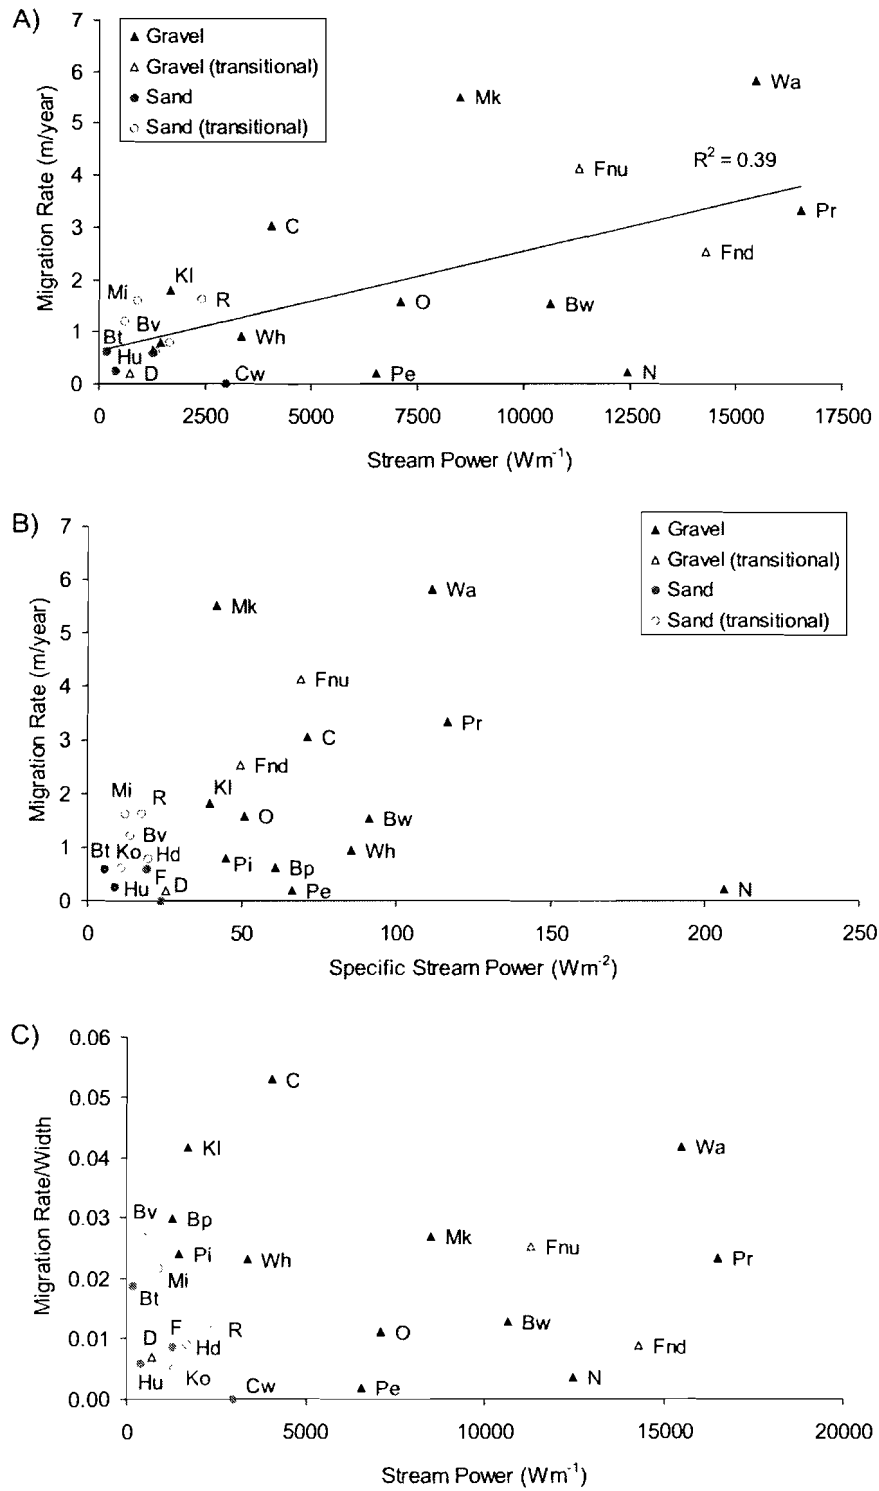 A)
7
6
5
4
3
2
1
0
Migration Rate (m/year)
Gravel
Gravel (transitional)
Sand
Sand (transitional)
Mk
Wa
Fnu
R² = 0.39
C
Pr
Fnd
Kl
Mi
R
O
Bw
Bv
Bt
Wh
Hu
D
Cw
Pe
N
0 2500 5000 7500 10000 12500 15000 17500
Stream Power (Wm⁻¹)
B)
7
6
5
4
3
2
1
0
Migration Rate (m/year)
Gravel
Gravel (transitional)
Sand
Sand (transitional)
Mk
Wa
Fnu
Pr
C
Fnd
Kl
Mi
R
O
Bw
Bv
Bt
Ko
Hd
Wh
Pi
Bp
F
D
Hu
Pe
N
0 50 100 150 200 250
Specific Stream Power (Wm⁻²)
C)
0.06
0.05
0.04
0.03
0.02
0.01
0.00
Migration Rate/Width
C
Kl
Wa
Bv
Bp
Mk
Fnu
Pi
Wh
Pr
Mi
Bt
F
R
O
Bw
D
Hd
Fnd
Hu
Ko
Cw
Pe
N
0 5000 10000 15000 20000
Stream Power (Wm⁻¹)